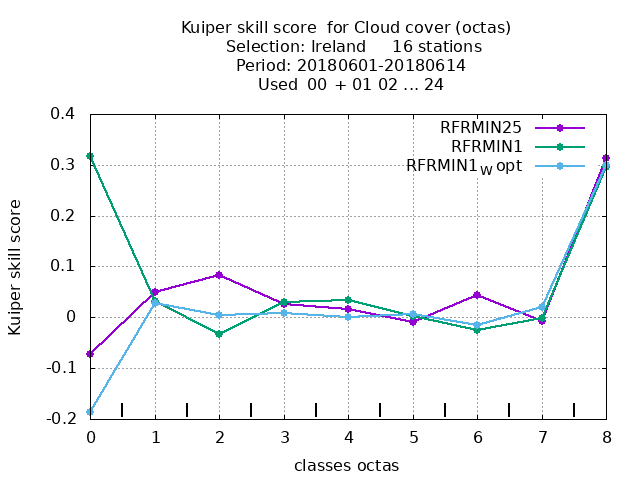 Kuiper skill score  for Cloud cover (octas)
Selection: Ireland     16 stations
Period: 20180601-20180614
Used  00 + 01 02 ... 24
RFRMIN25
RFRMIN1
RFRMIN1W opt
0.4
0.3
0.2
0.1
0
-0.1
-0.2
Kuiper skill score
0 1 2 3 4 5 6 7 8
classes octas